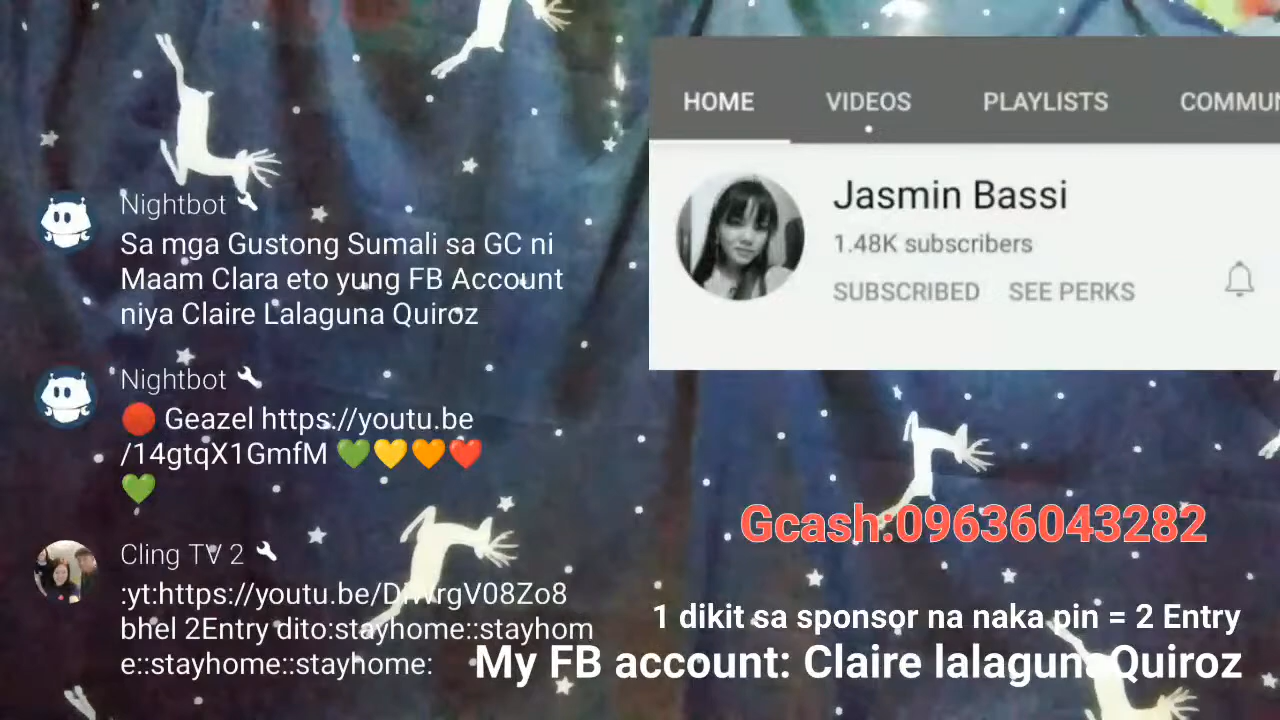 Nightbot
Sa mga Gustong Sumali sa GC ni
Maam Clara eto yung FB Account
niya Claire Lalaguna Quiroz
Nightbot
🔴 Geazel https://youtu.be
/14gtqX1GmfM 💚💛🧡❤️
💚
Cling TV 2
:yt:https://youtu.be/DiWrgV08Zo8
bhel 2Entry dito:stayhome::stayhom
e::stayhome::stayhome:
HOME VIDEOS PLAYLISTS COMMUN
Jasmin Bassi
1.48K subscribers
SUBSCRIBED SEE PERKS
Gcash:09636043282
1 dikit sa sponsor na naka pin = 2 Entry
My FB account: Claire lalaguna Quiroz